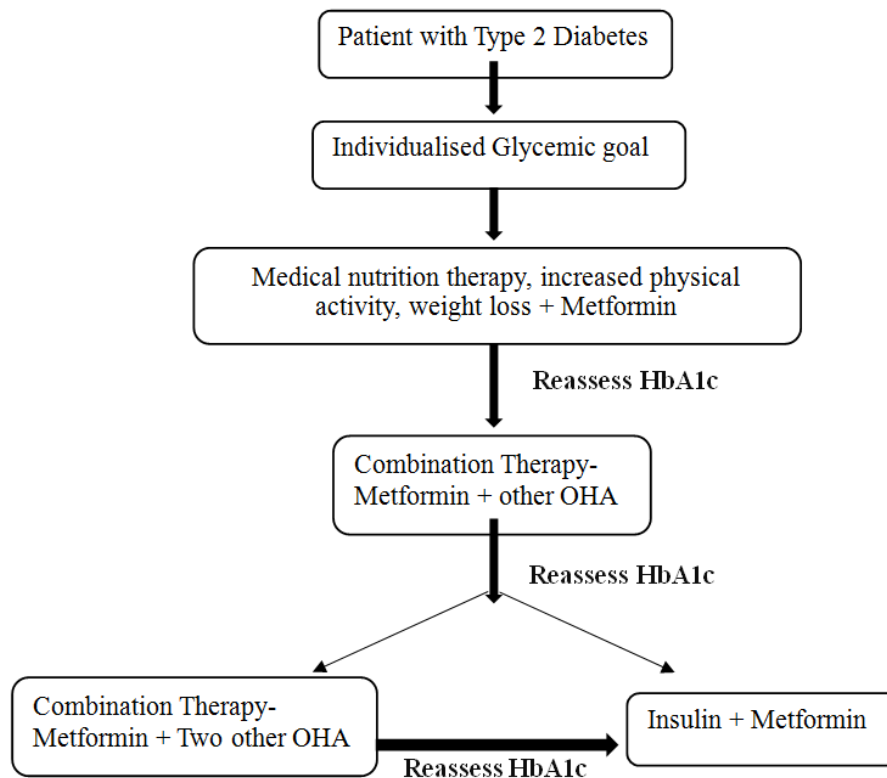 Patient with Type 2 Diabetes
Individualised Glycemic goal
Medical nutrition therapy, increased physical
activity, weight loss + Metformin
Reassess HbA1c
Combination Therapy-
Metformin + other OHA
Reassess HbA1c
Combination Therapy-
Metformin + Two other OHA
Insulin + Metformin
Reassess HbA1c